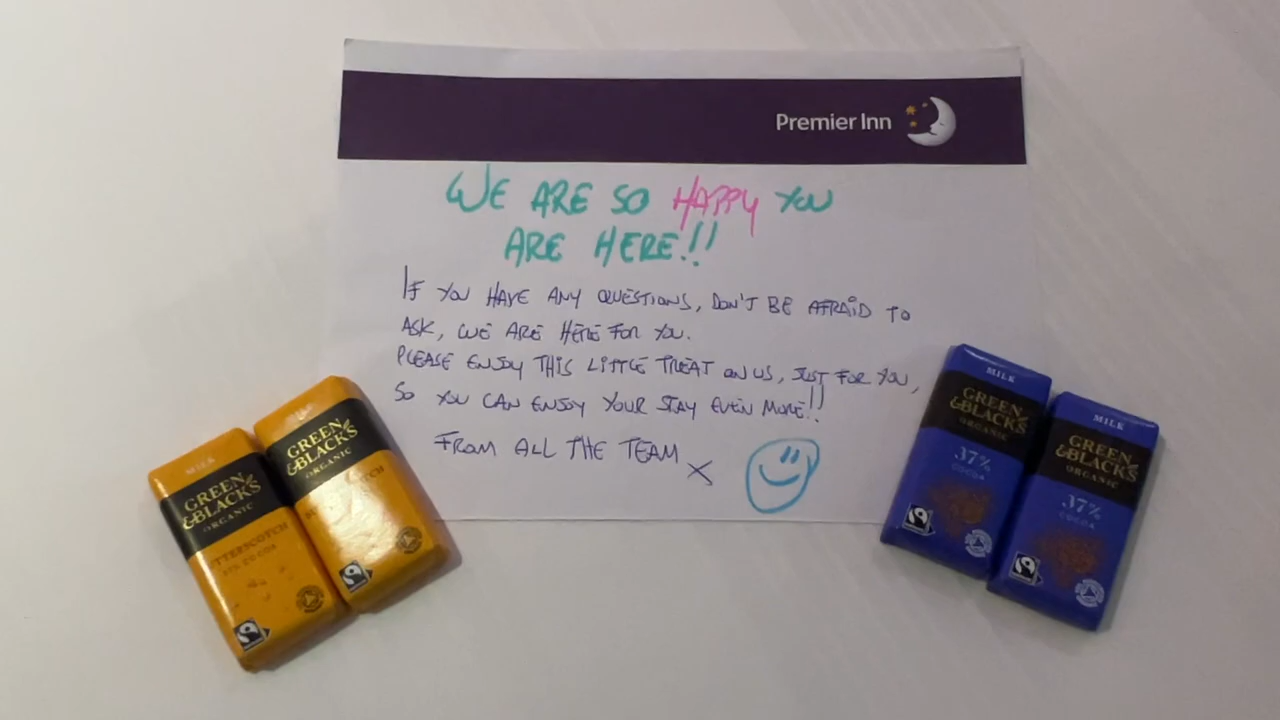 Premier Inn
WE ARE SO HAPPY YOU
ARE HERE!!
IF YOU HAVE ANY QUESTIONS, DON'T BE AFRAID TO
ASK, WE ARE HERE FOR YOU.
PLEASE ENJOY THIS LITTLE TREAT ON US, JUST FOR YOU,
SO YOU CAN ENJOY YOUR STAY EVEN MORE!!
FROM ALL THE TEAM X
MILK
GREEN
&BLACK'S
ORGANIC
BUTTERSCOTCH
COCOA
GREEN
&BLACK'S
ORGANIC
MILK
GREEN
&BLACK'S
ORGANIC
37%
COCOA
MILK
GREEN
&BLACK'S
ORGANIC
37%
COCOA